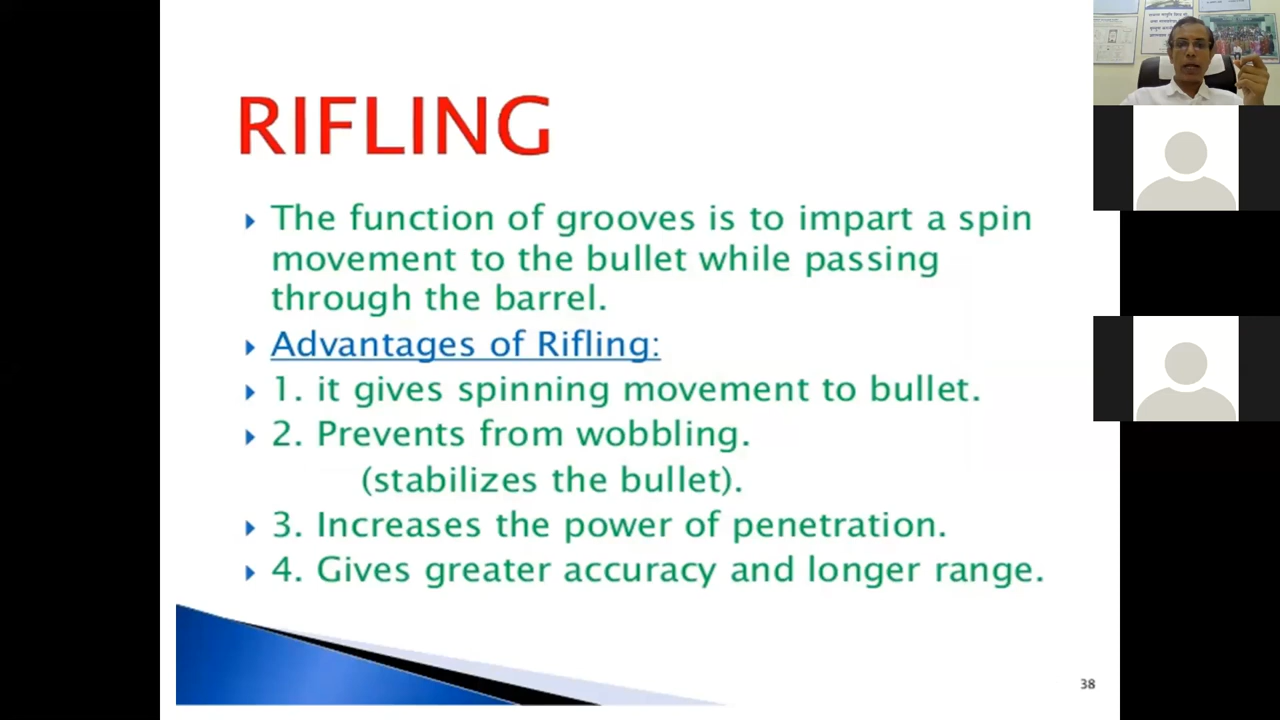 RIFLING
The function of grooves is to impart a spin
movement to the bullet while passing
through the barrel.
Advantages of Rifling:
1. it gives spinning movement to bullet.
2. Prevents from wobbling.
(stabilizes the bullet).
3. Increases the power of penetration.
4. Gives greater accuracy and longer range.
38